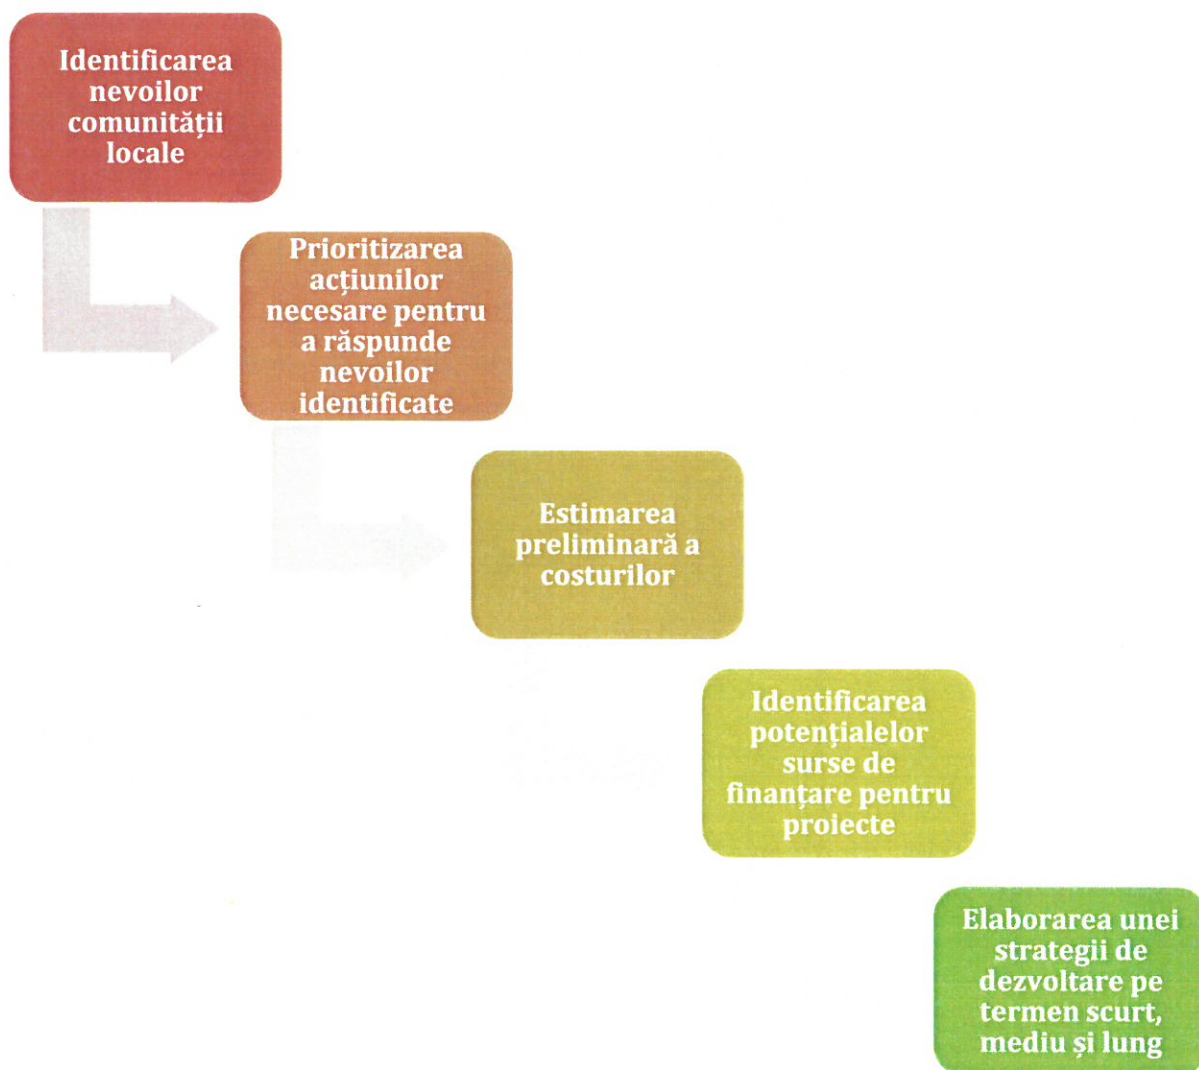 Identificarea
nevoilor
comunității
locale
Prioritizarea
acțiunilor
necesare pentru
a răspunde
nevoilor
identificate
Estimarea
preliminară a
costurilor
Identificarea
potențialelor
surse de
finanțare pentru
proiecte
Elaborarea unei
strategii de
dezvoltare pe
termen scurt,
mediu și lung